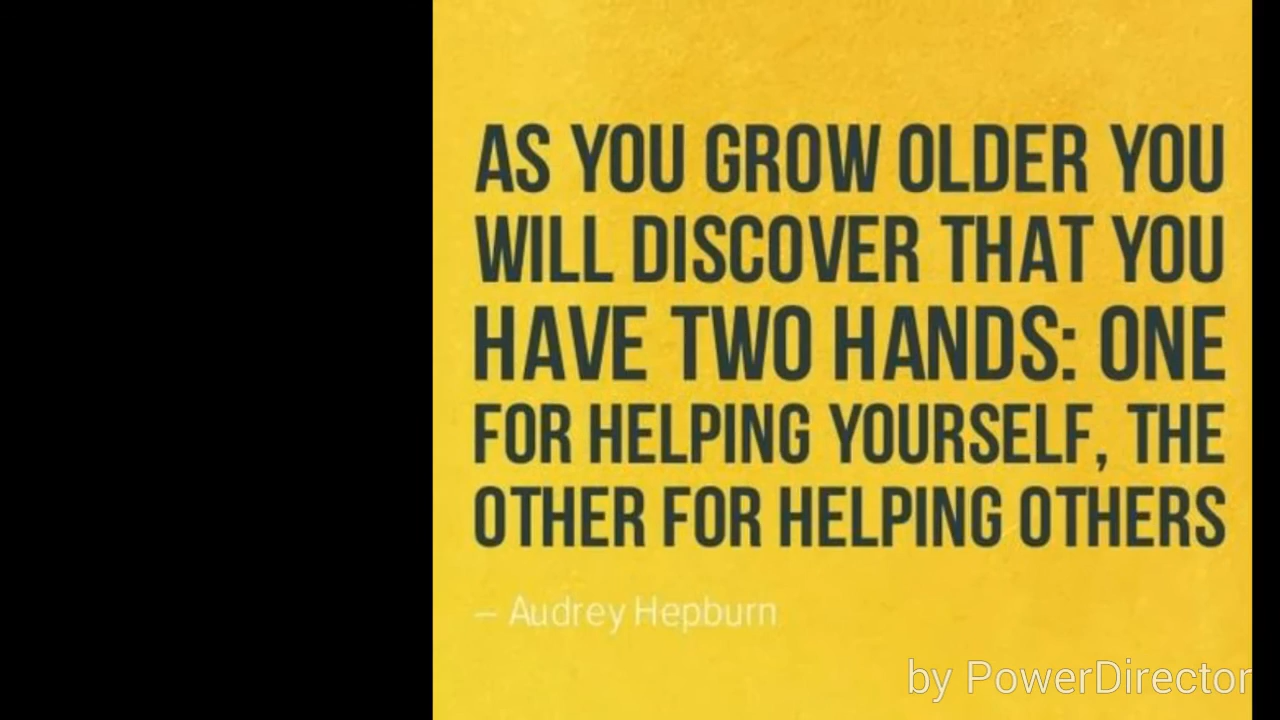 AS YOU GROW OLDER YOU
WILL DISCOVER THAT YOU
HAVE TWO HANDS: ONE
FOR HELPING YOURSELF, THE
OTHER FOR HELPING OTHERS
– Audrey Hepburn
by PowerDirector